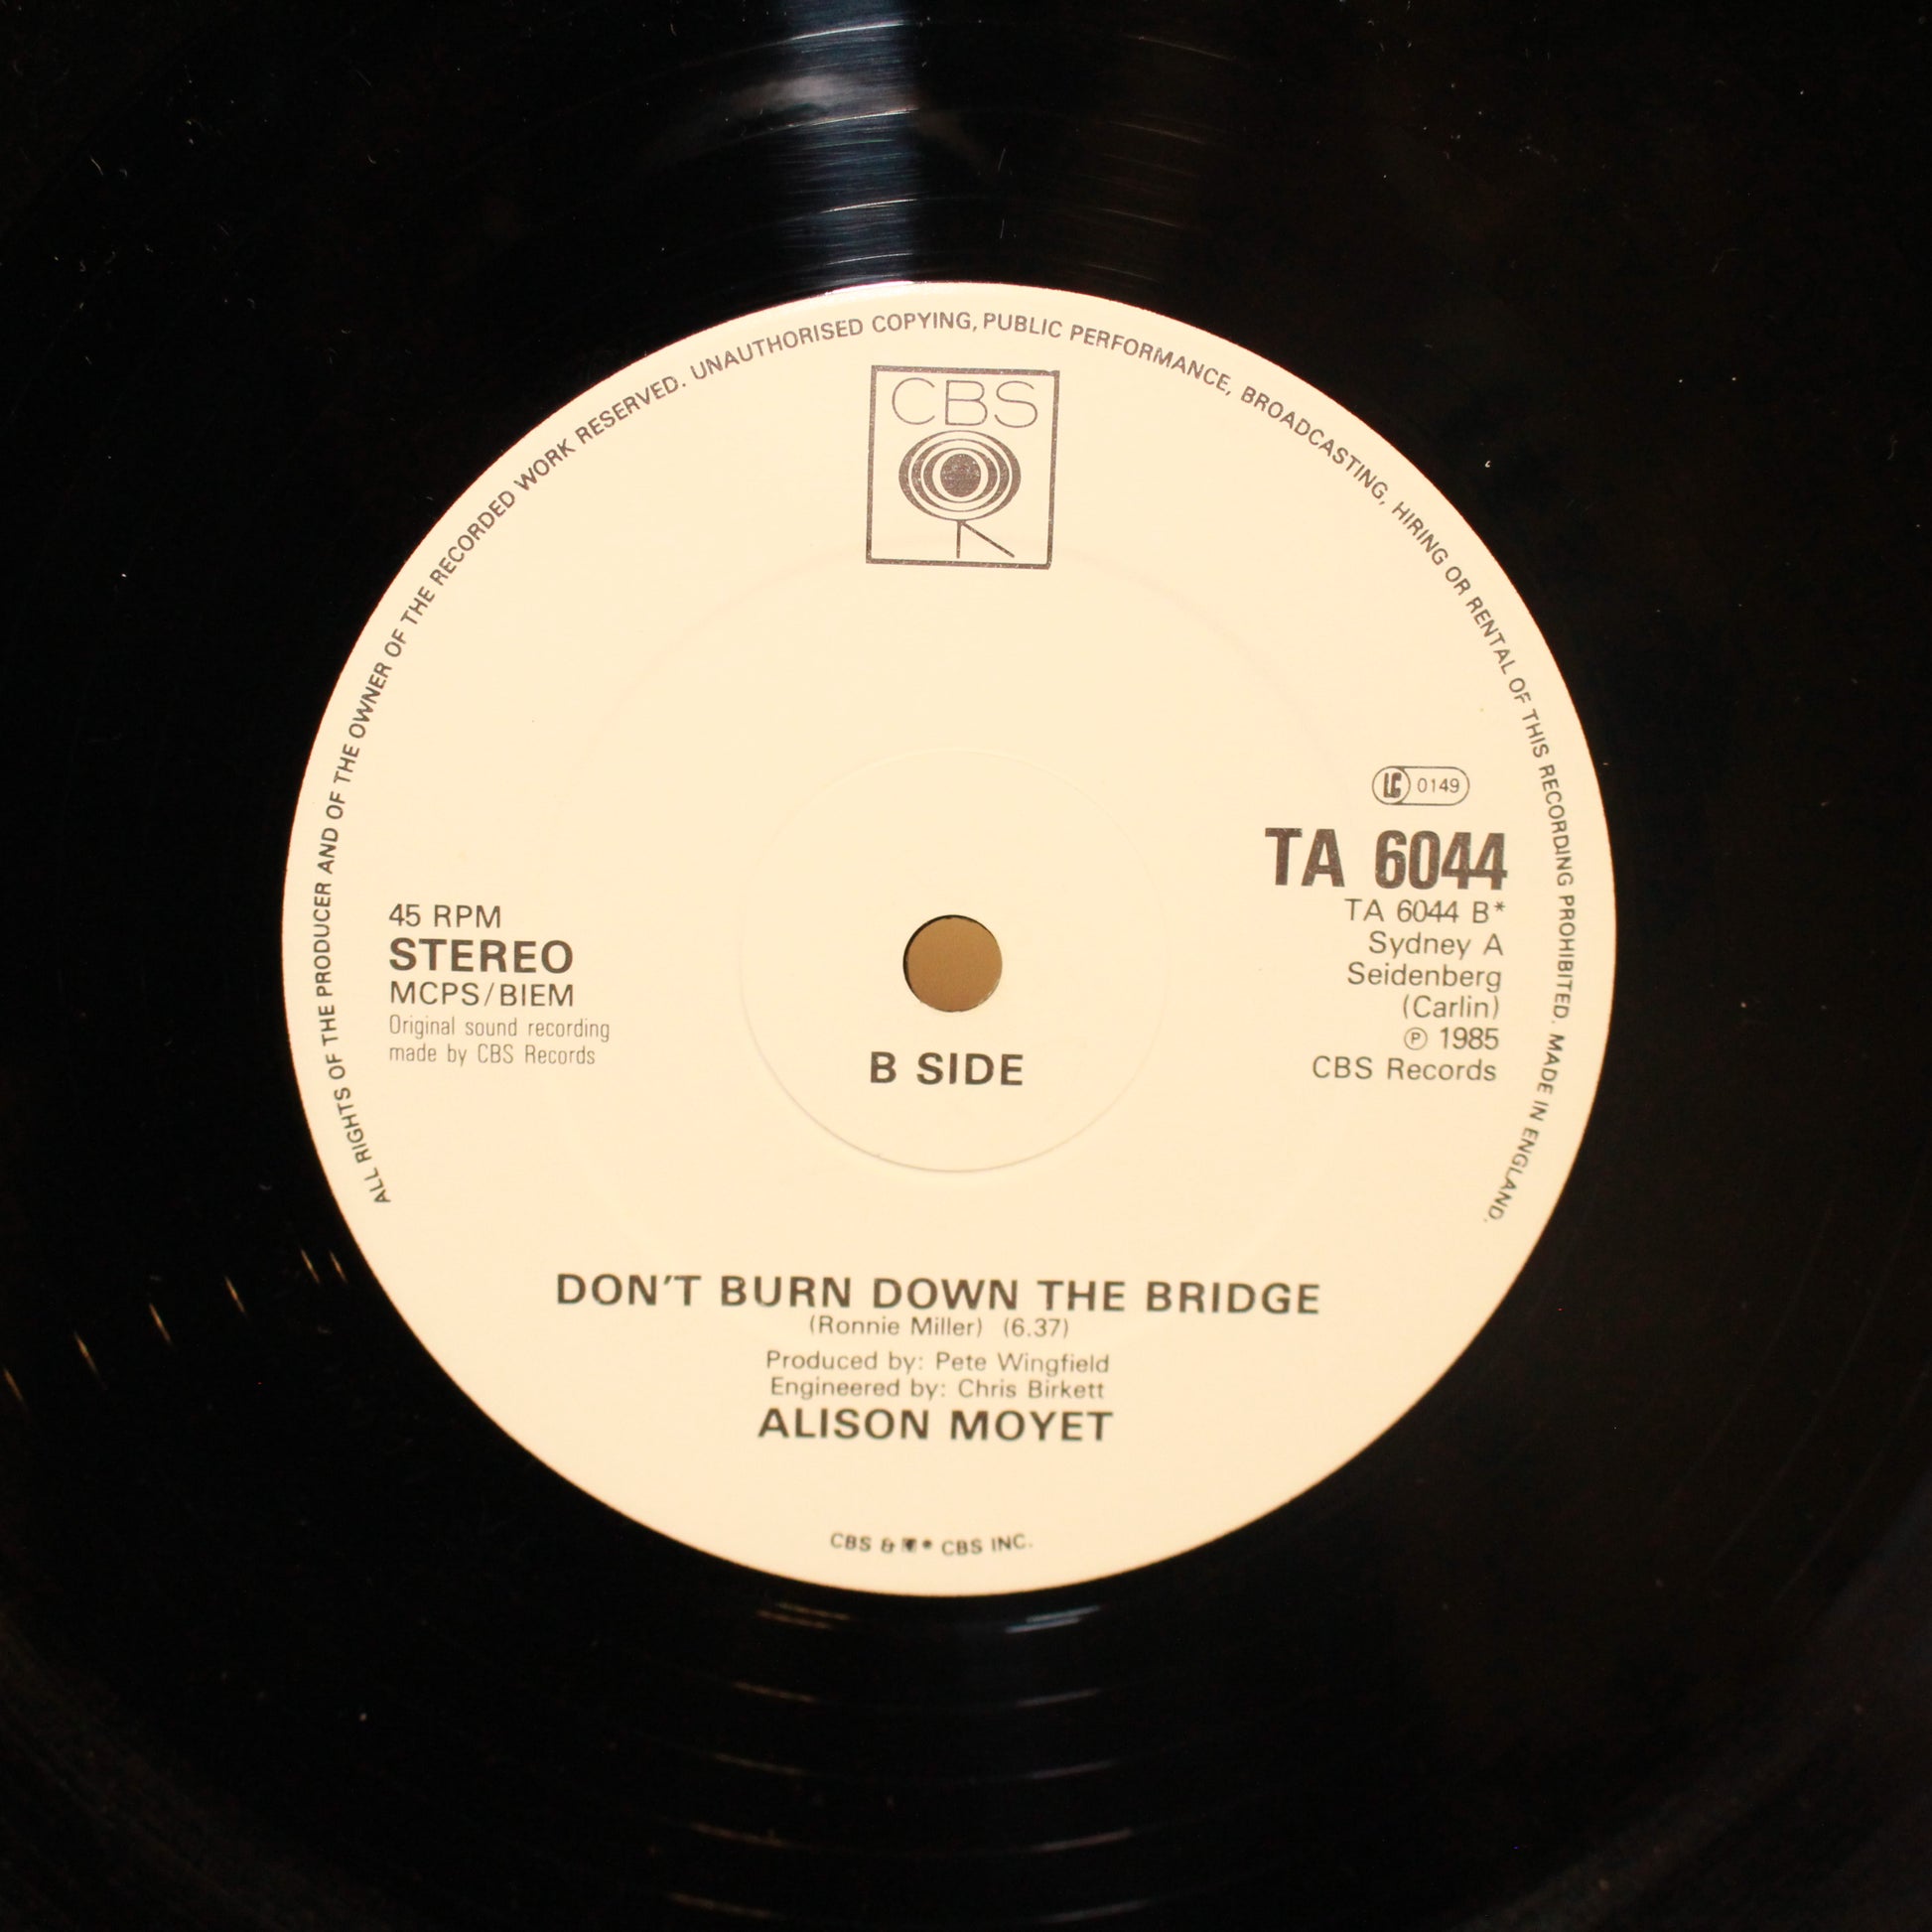 ALL RIGHTS OF THE PRODUCER AND OF THE OWNER OF THE RECORDED WORK RESERVED. UNAUTHORISED COPYING, PUBLIC PERFORMANCE, BROADCASTING, HIRING OR RENTAL OF THIS RECORDING PROHIBITED. MADE IN ENGLAND.
CBS
LC 0149
TA 6044
TA 6044 B*
Sydney A
Seidenberg
(Carlin)
℗ 1985
CBS Records
45 RPM
STEREO
MCPS/BIEM
Original sound recording
made by CBS Records
B SIDE
DON'T BURN DOWN THE BRIDGE
(Ronnie Miller) (6.37)
Produced by: Pete Wingfield
Engineered by: Chris Birkett
ALISON MOYET
CBS & CBS INC.